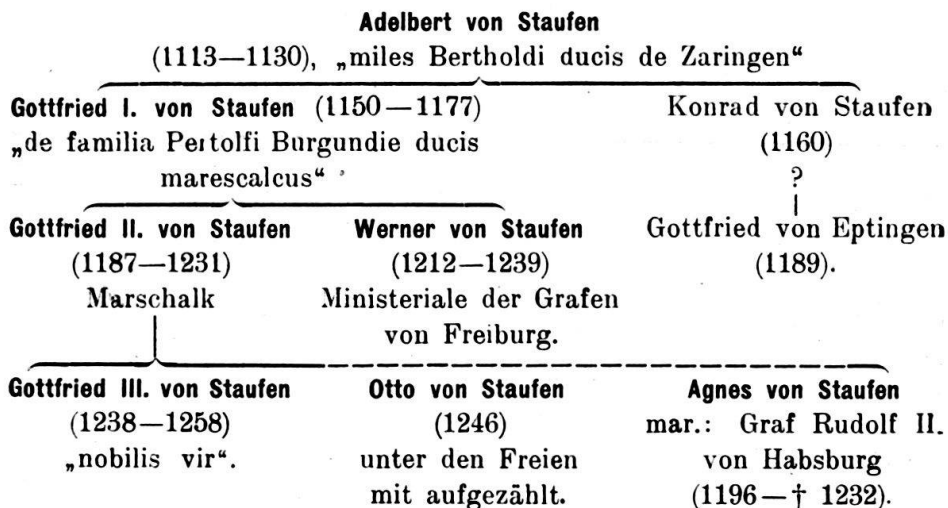 Adelbert von Staufen
(1113—1130), „miles Bertholdi ducis de Zaringen“
Gottfried I. von Staufen (1150—1177)
„de familia Pertolfi Burgundie ducis
marescalcus“
Konrad von Staufen
(1160)
?
Gottfried II. von Staufen
(1187—1231)
Marschalk
Werner von Staufen
(1212—1239)
Ministeriale der Grafen
von Freiburg.
Gottfried von Eptingen
(1189).
Gottfried III. von Staufen
(1238—1258)
„nobilis vir“.
Otto von Staufen
(1246)
unter den Freien
mit aufgezählt.
Agnes von Staufen
mar.: Graf Rudolf II.
von Habsburg
(1196—† 1232).